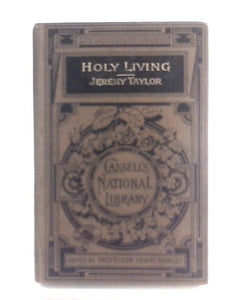 HOLY LIVING
JEREMY TAYLOR
CASSELL'S
NATIONAL
LIBRARY
EDITED BY PROFESSOR HENRY MORLEY